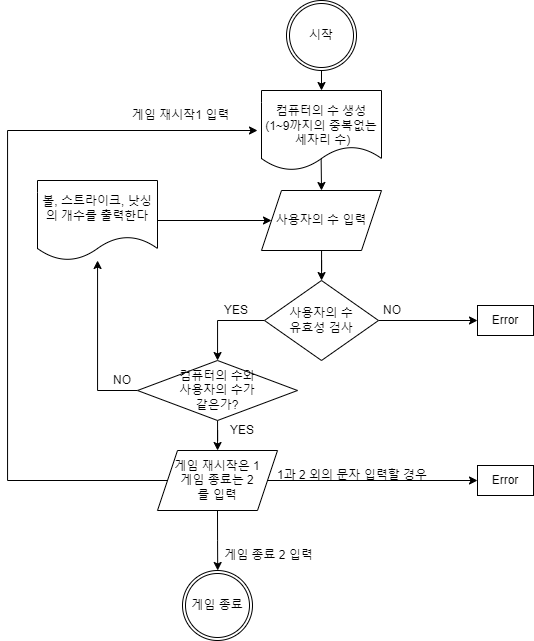 시작
게임 재시작1 입력
컴퓨터의 수 생성
(1~9까지의 중복없는
세자리 수)
볼, 스트라이크, 낫싱
의 개수를 출력한다
사용자의 수 입력
사용자의 수
유효성 검사
YES
NO
Error
컴퓨터의 수와
사용자의 수가
같은가?
NO
YES
게임 재시작은 1
게임 종료는 2
를 입력
1과 2 외의 문자 입력할 경우
Error
게임 종료 2 입력
게임 종료